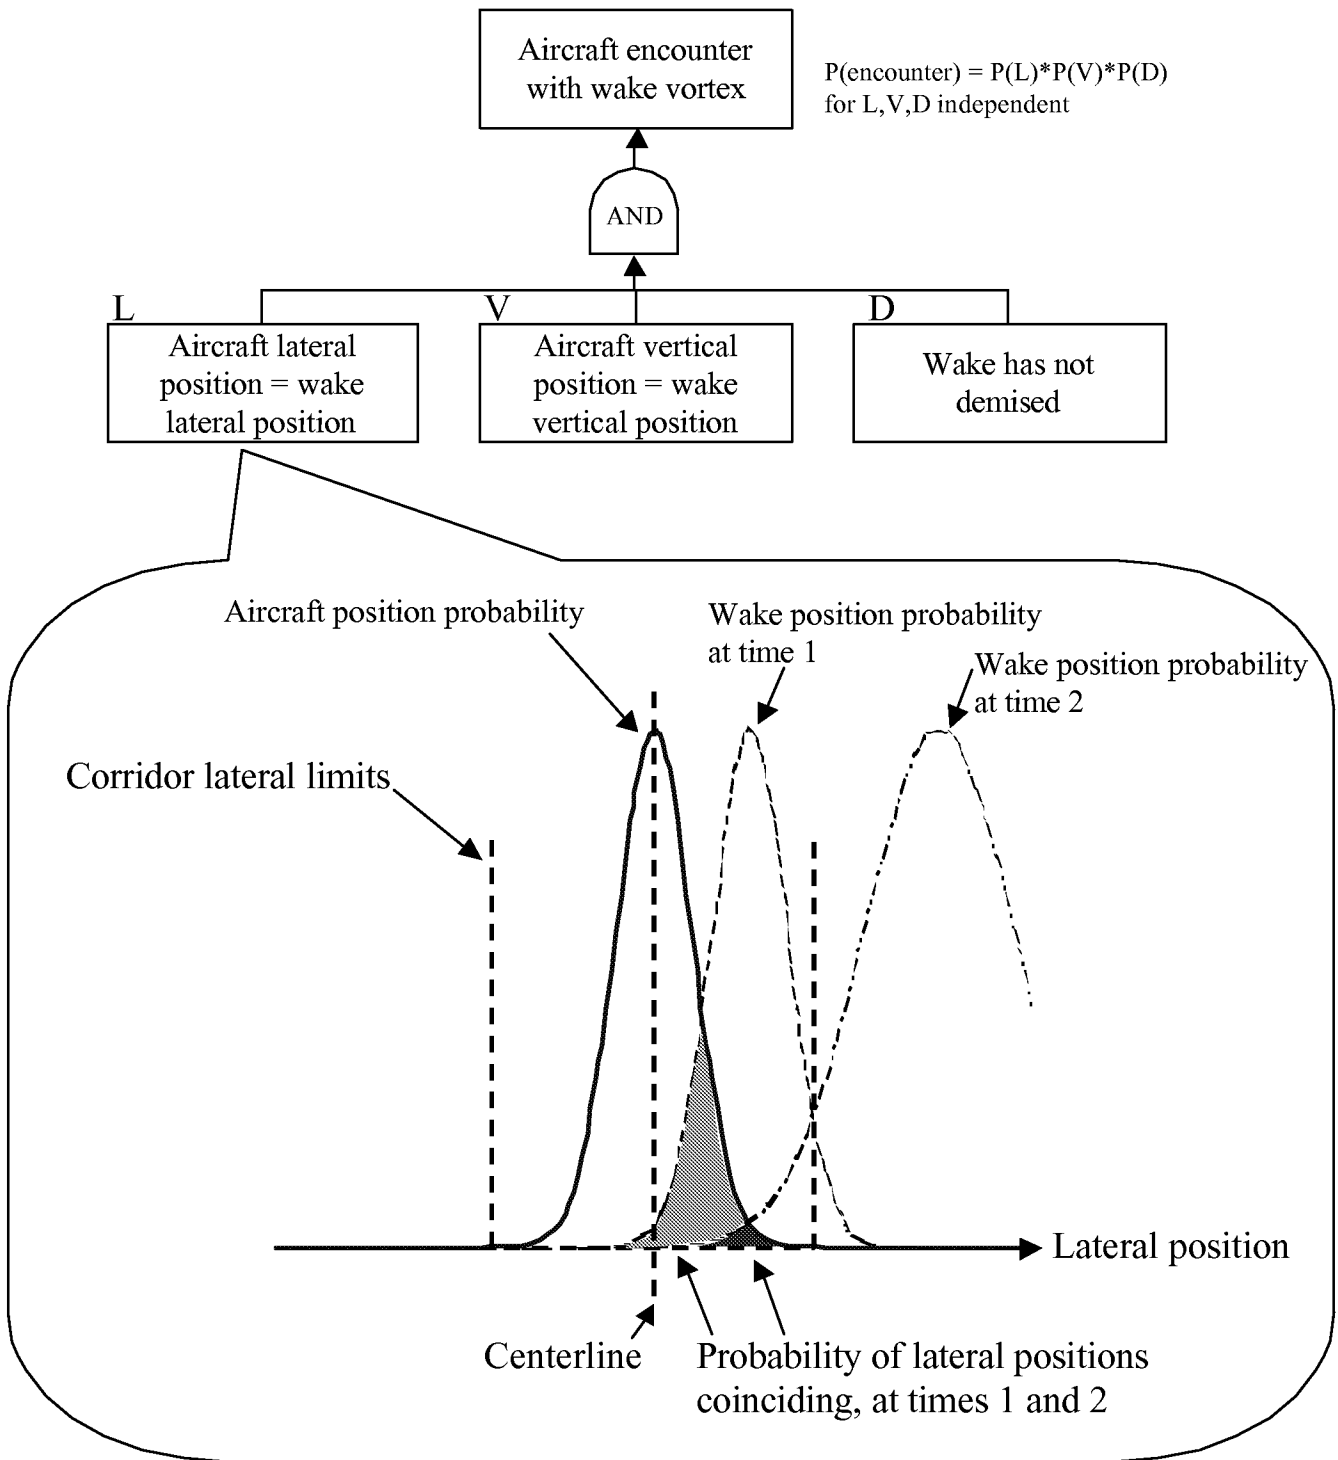 Aircraft encounter
with wake vortex
P(encounter) = P(L)*P(V)*P(D)
for L,V,D independent
AND
L
V
D
Aircraft lateral
position = wake
lateral position
Aircraft vertical
position = wake
vertical position
Wake has not
demised
Aircraft position probability
Wake position probability
at time 1
Wake position probability
at time 2
Corridor lateral limits
Lateral position
Centerline
Probability of lateral positions
coinciding, at times 1 and 2